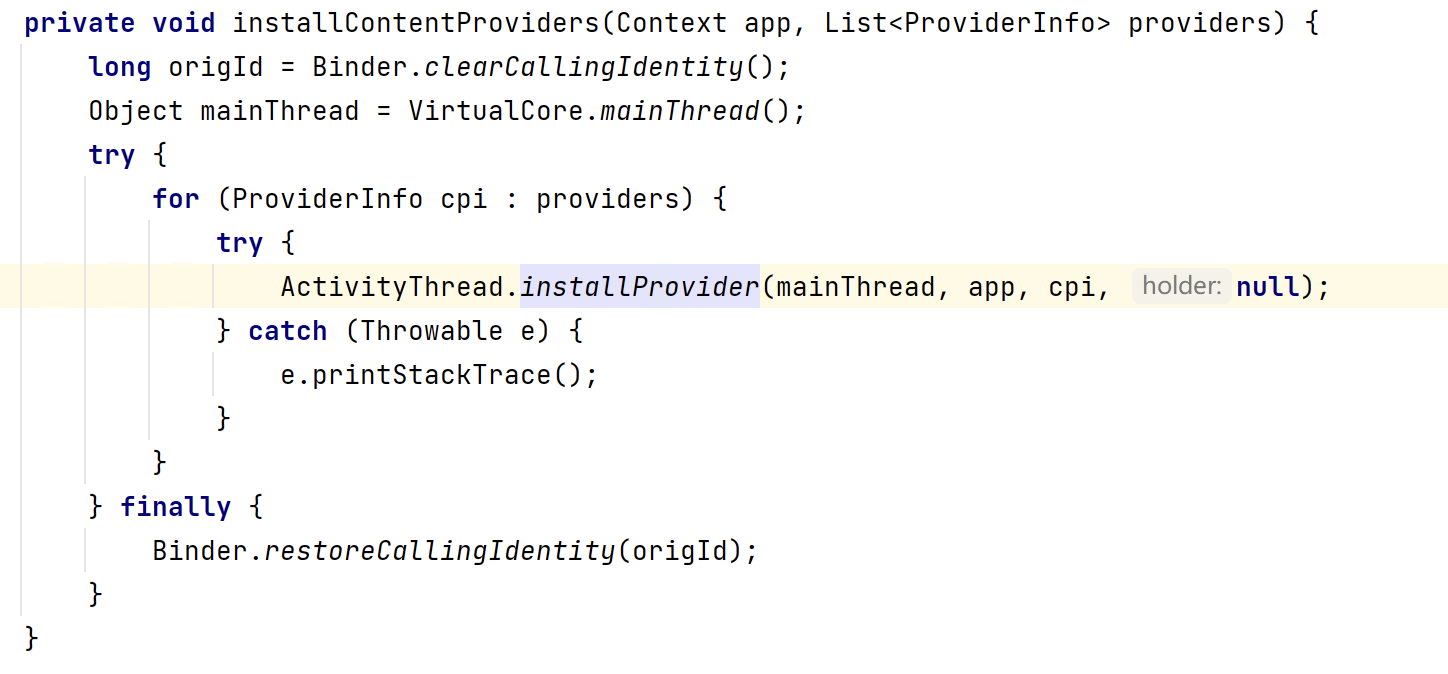 private void installContentProviders(Context app, List<ProviderInfo> providers) {
    long origId = Binder.clearCallingIdentity();
    Object mainThread = VirtualCore.mainThread();
    try {
        for (ProviderInfo cpi : providers) {
            try {
                ActivityThread.installProvider(mainThread, app, cpi, holder: null);
            } catch (Throwable e) {
                e.printStackTrace();
            }
        }
    } finally {
        Binder.restoreCallingIdentity(origId);
    }
}